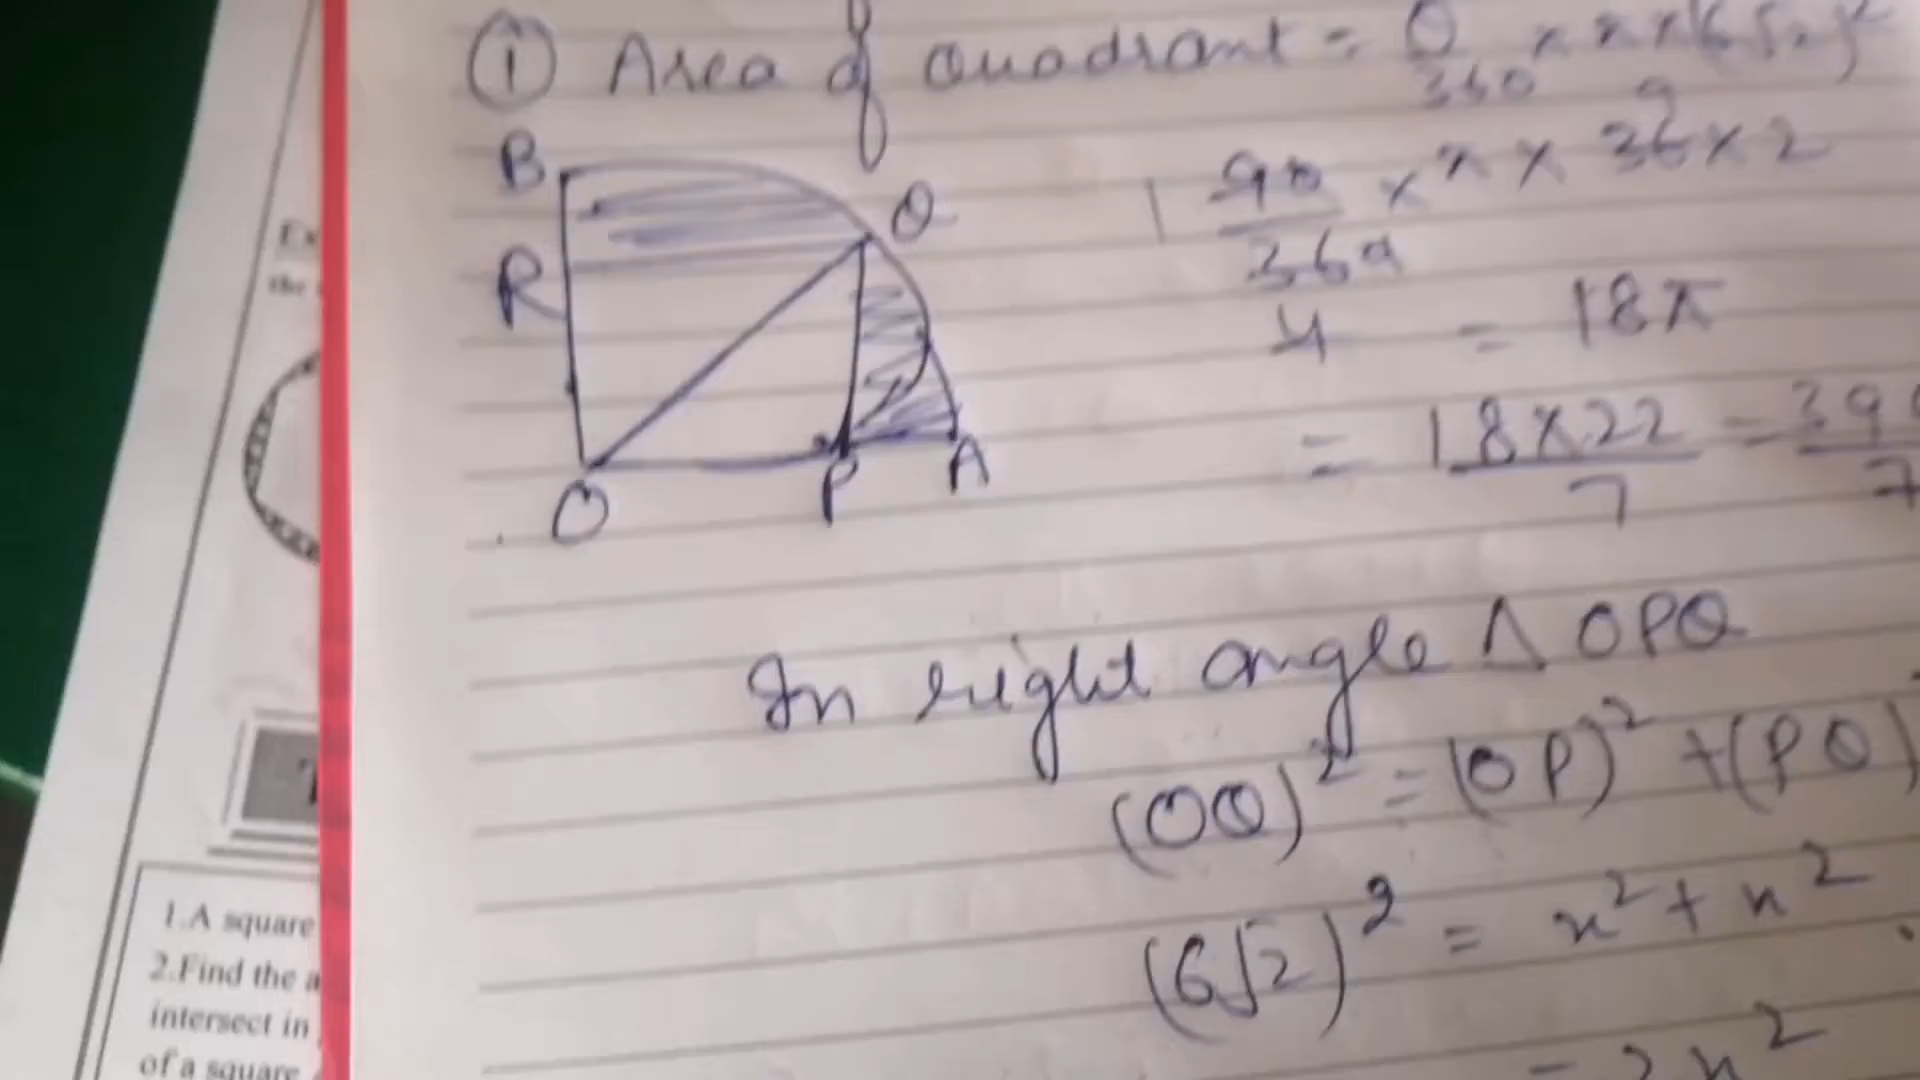 ① Area of quadrant = θ/360 × π × (6√2)²
B
Q
R
O
P
A
90/360 × π × 36 × 2
9
4
= 18π
= 18×22/7 =
In right angle Δ OPQ
(OQ)² = (OP)² + (PQ)
(6√2)² = x² + x²
= 2x²
1.A square
2.Find the a
intersect in
of a square